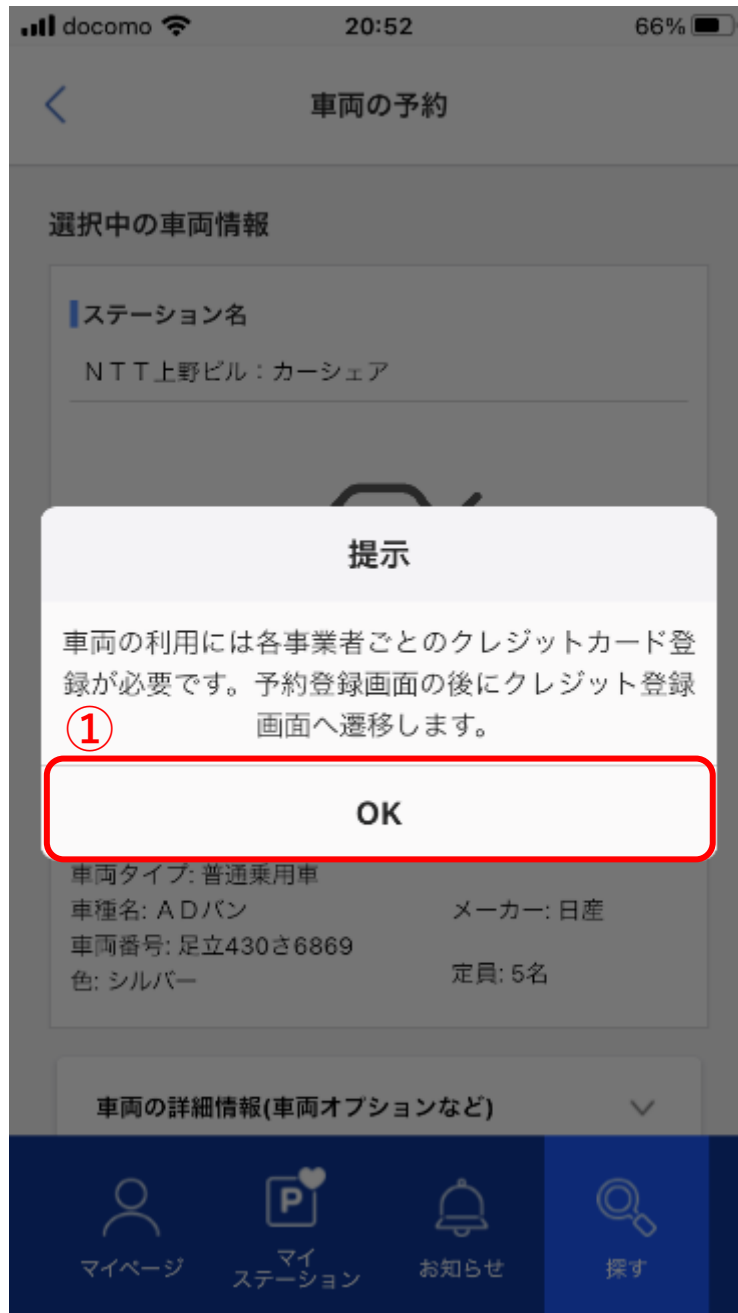 docomo 20:52 66%
車両の予約
選択中の車両情報
ステーション名
ＮＴＴ上野ビル：カーシェア
提示
車両の利用には各事業者ごとのクレジットカード登
録が必要です。予約登録画面の後にクレジット登録
画面へ遷移します。
①
OK
車両タイプ: 普通乗用車
車種名: ＡＤバン メーカー: 日産
車両番号: 足立430さ6869
色: シルバー 定員: 5名
車両の詳細情報(車両オプションなど)
マイページ
マイ
ステーション
お知らせ
探す